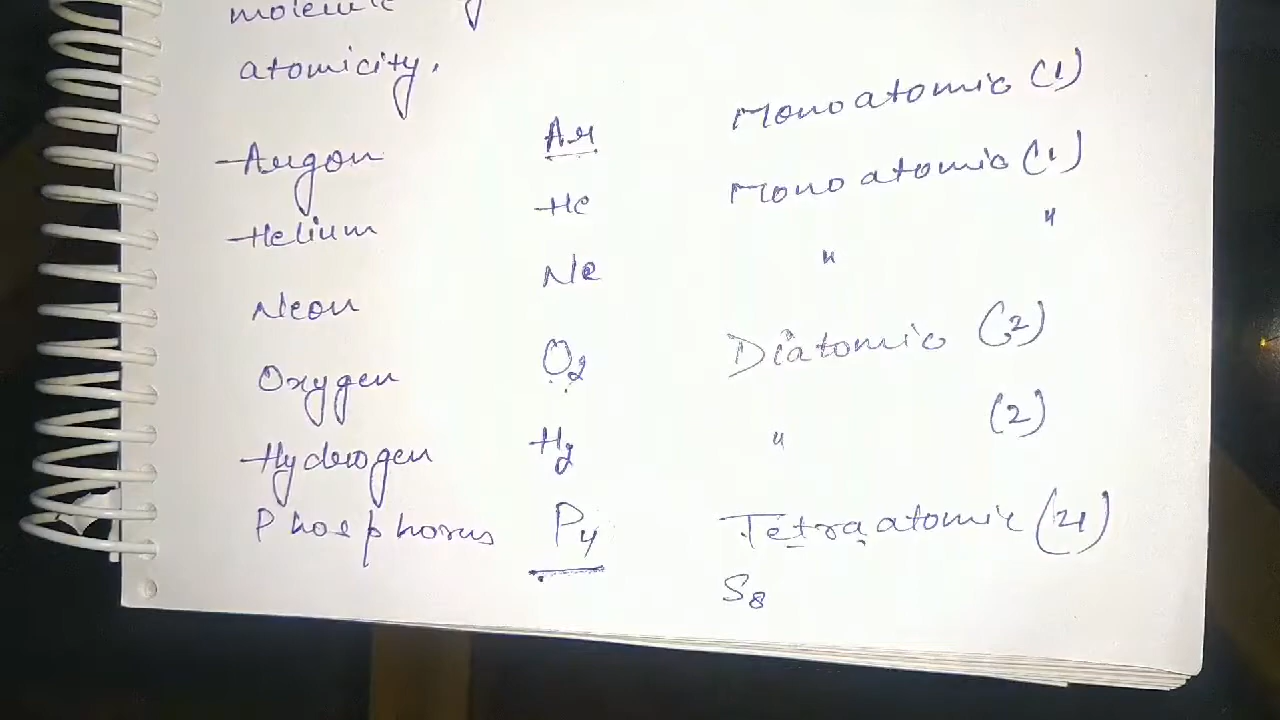 molecule
atomicity.
Argon Ar Monoatomic (1)
Helium He Monoatomic (1)
Neon Ne " "
Oxygen O2 Diatomic (2)
Hydrogen H2 " (2)
Phosphorus P4 Tetraatomic (4)
S8